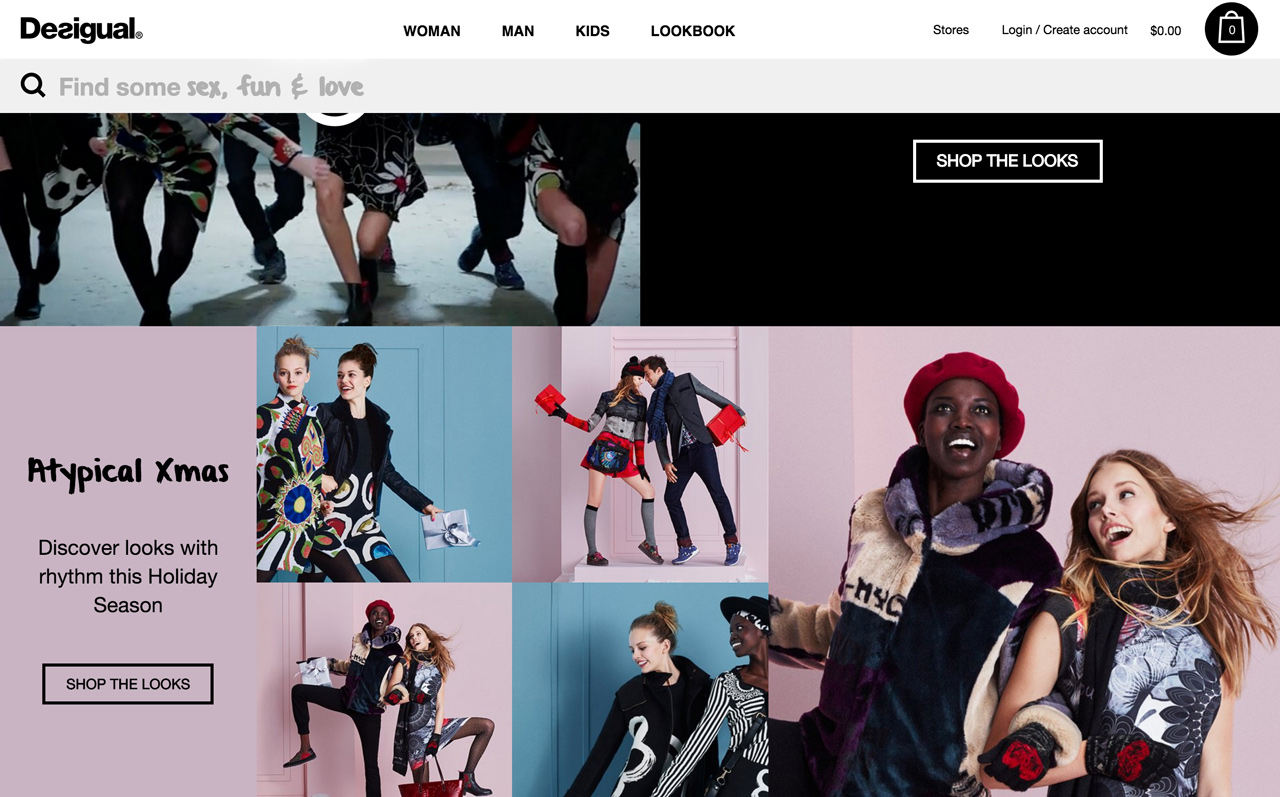 Desigual®
WOMAN MAN KIDS LOOKBOOK
Stores Login / Create account $0.00 0
Find some sex, fun & love
SHOP THE LOOKS
Atypical Xmas
Discover looks with
rhythm this Holiday
Season
SHOP THE LOOKS